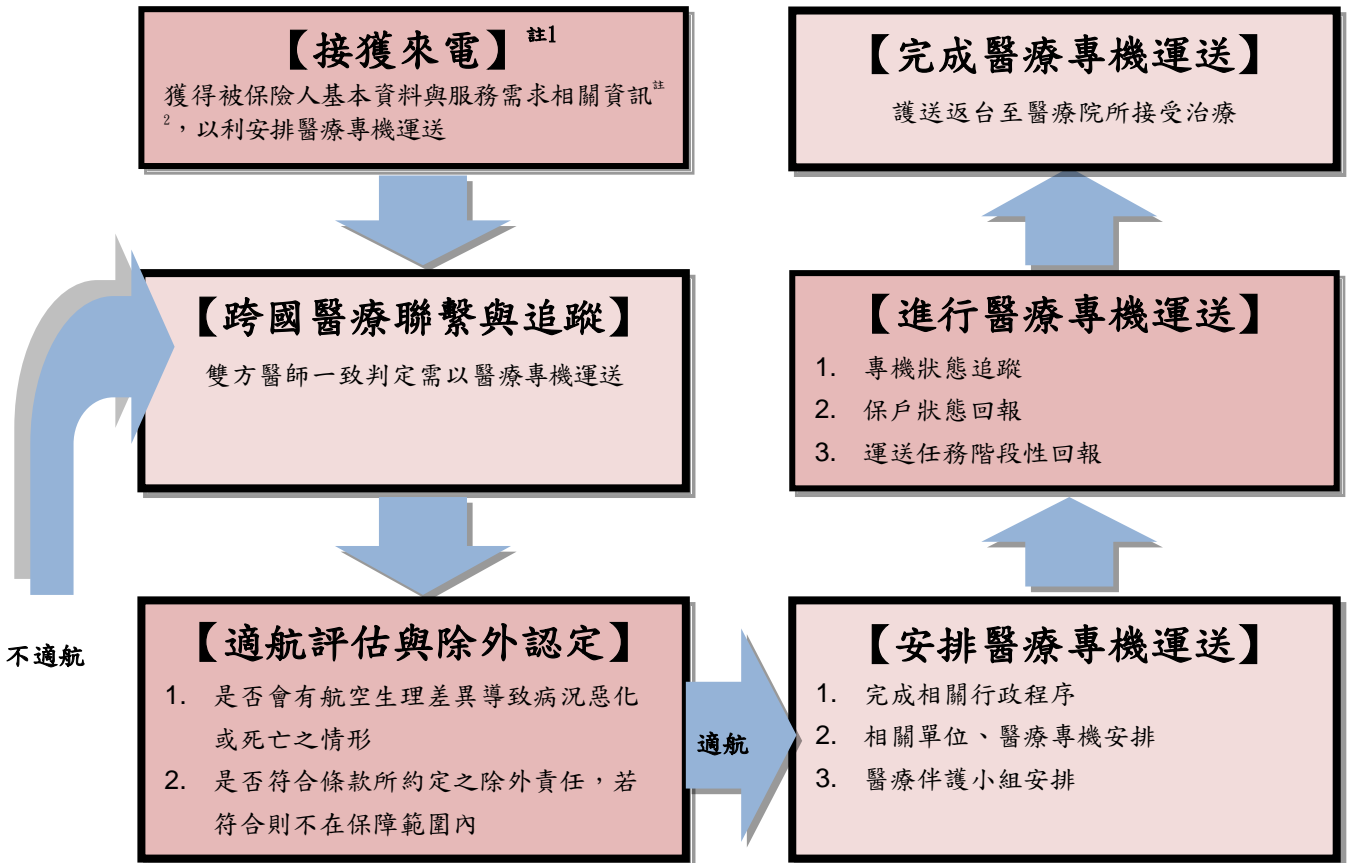 【接獲來電】註1
獲得被保險人基本資料與服務需求相關資訊註
2，以利安排醫療專機運送
【跨國醫療聯繫與追蹤】
雙方醫師一致判定需以醫療專機運送
不適航
【適航評估與除外認定】
1. 是否會有航空生理差異導致病況惡化
或死亡之情形
2. 是否符合條款所約定之除外責任，若
符合則不在保障範圍內
適航
【安排醫療專機運送】
1. 完成相關行政程序
2. 相關單位、醫療專機安排
3. 醫療伴護小組安排
【進行醫療專機運送】
1. 專機狀態追蹤
2. 保戶狀態回報
3. 運送任務階段性回報
【完成醫療專機運送】
護送返台至醫療院所接受治療